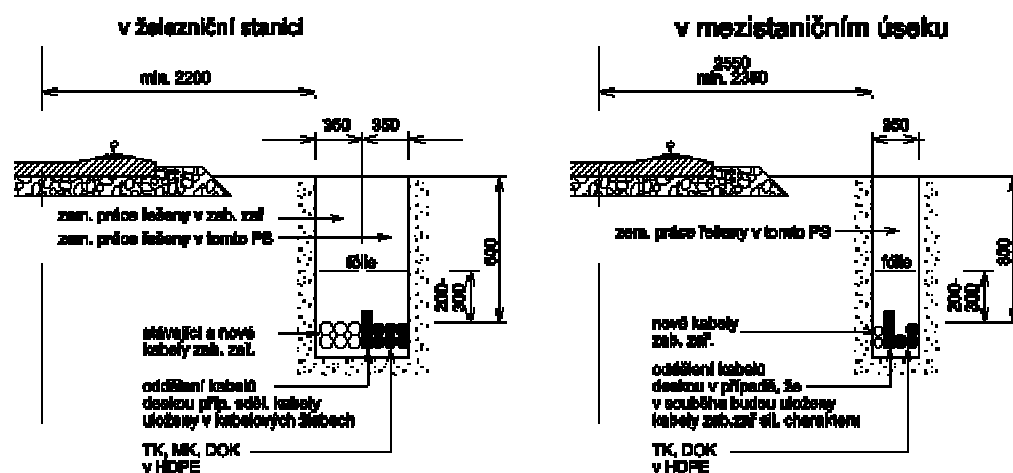 v železniční stanici
min. 2200
350 350
zem. práce řešeny v zab. zař
zem. práce řešeny v tomto PS
fólie
600
200-
300
stávající a nové
kabely zab. zař.
oddělení kabelů
deskou příp. sděl. kabely
uloženy v kabelových žlabech
TK, MK, DOK
v HDPE
v mezistaničním úseku
2550
min. 2350
350
zem. práce řešeny v tomto PS
fólie
800
200-
300
nové kabely
zab. zař.
oddělení kabelů
deskou v případě, že
v souběhu budou uloženy
kabely zab.zař sil. charakteru
TK, DOK
v HDPE